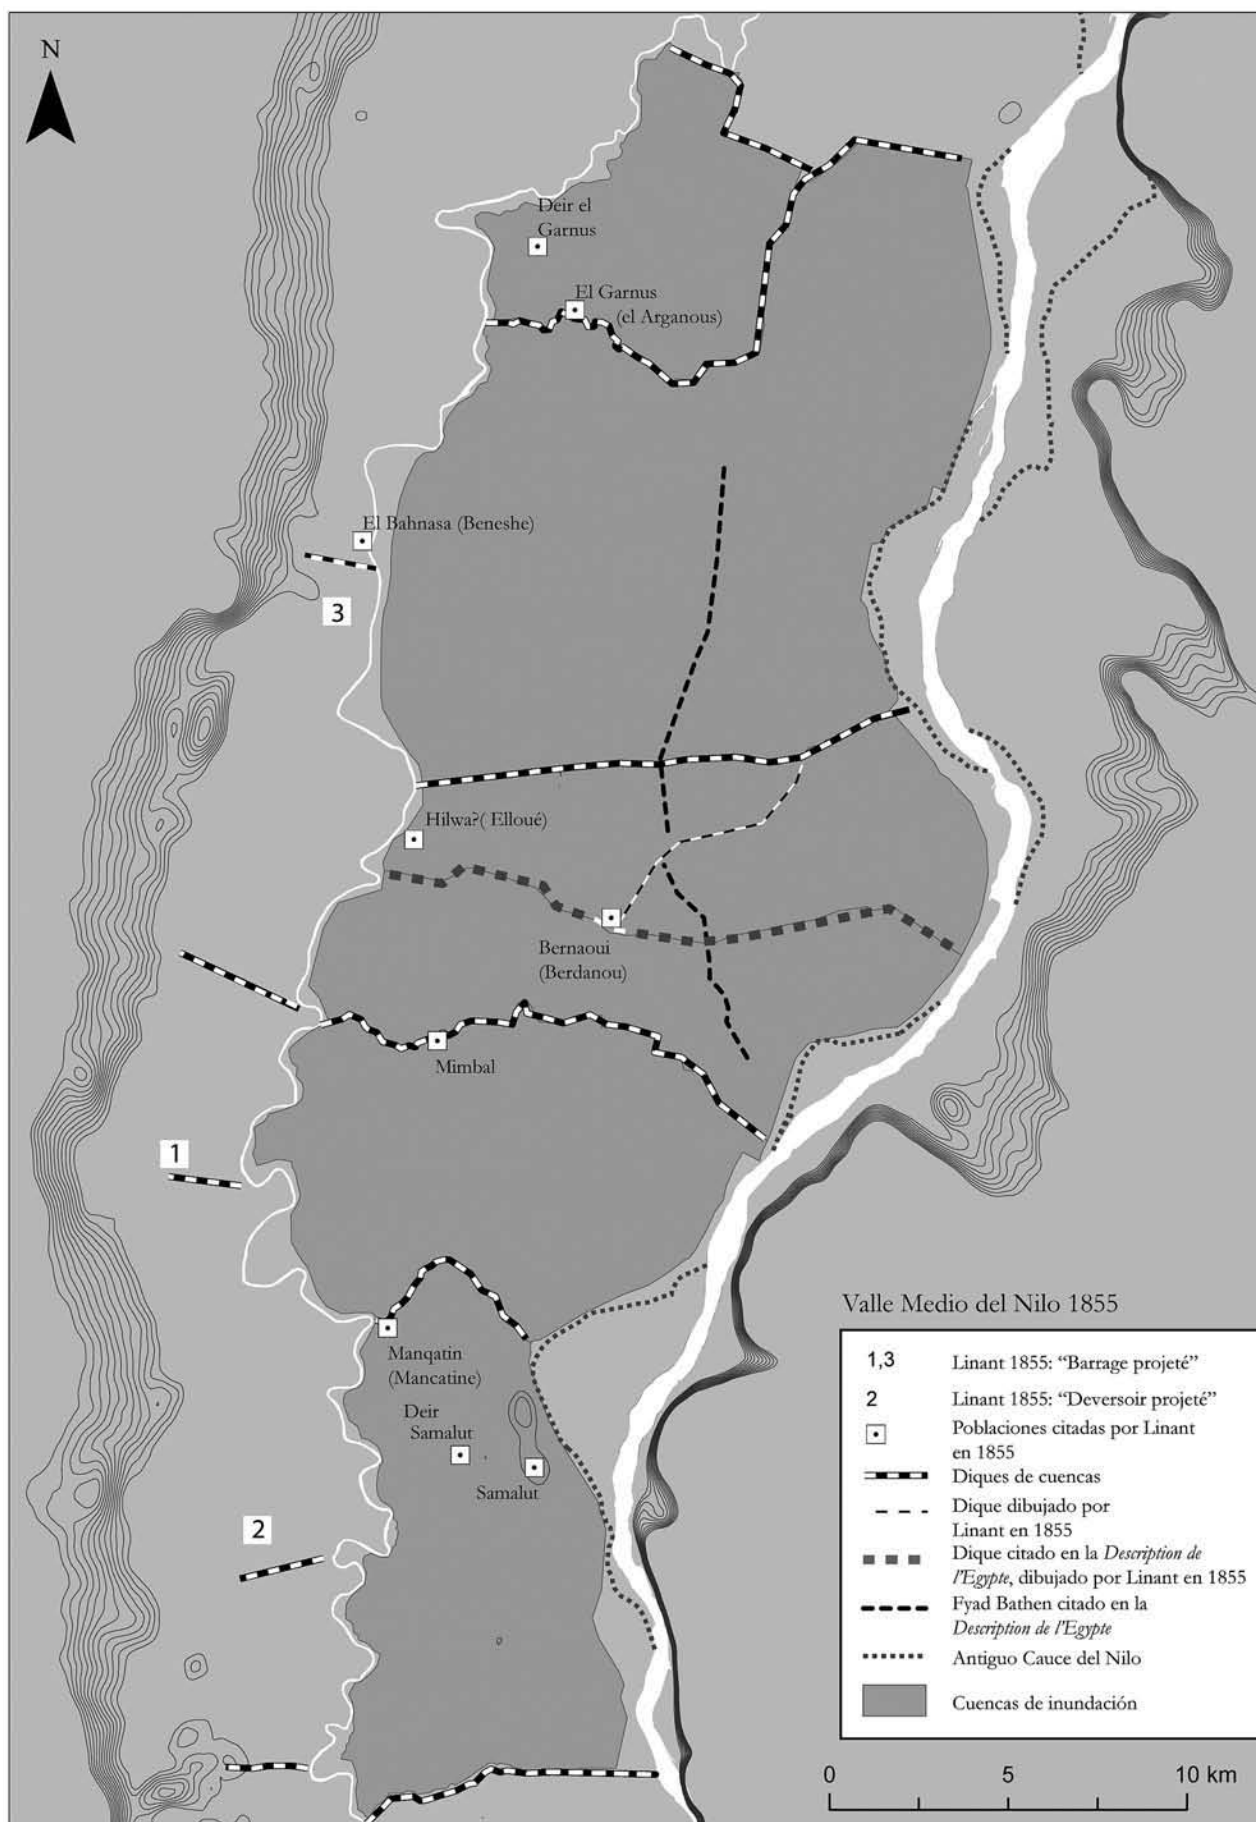 N
Deir el
Garnus
El Garnus
(el Arganous)
El Bahnasa (Beneshe)
3
Hilwa?( Elloué)
Bernaoui
(Berdanou)
Mimbal
1
Manqatin
(Mancatine)
Deir
Samalut
Samalut
2
Valle Medio del Nilo 1855
1,3 Linant 1855: “Barrage projeté”
2 Linant 1855: “Deversoir projeté”
Poblaciones citadas por Linant
en 1855
Diques de cuencas
Dique dibujado por
Linant en 1855
Dique citado en la Description de
l’Egypte, dibujado por Linant en 1855
Fyad Bathen citado en la
Description de l’Egypte
Antiguo Cauce del Nilo
Cuencas de inundación
0 5 10 km